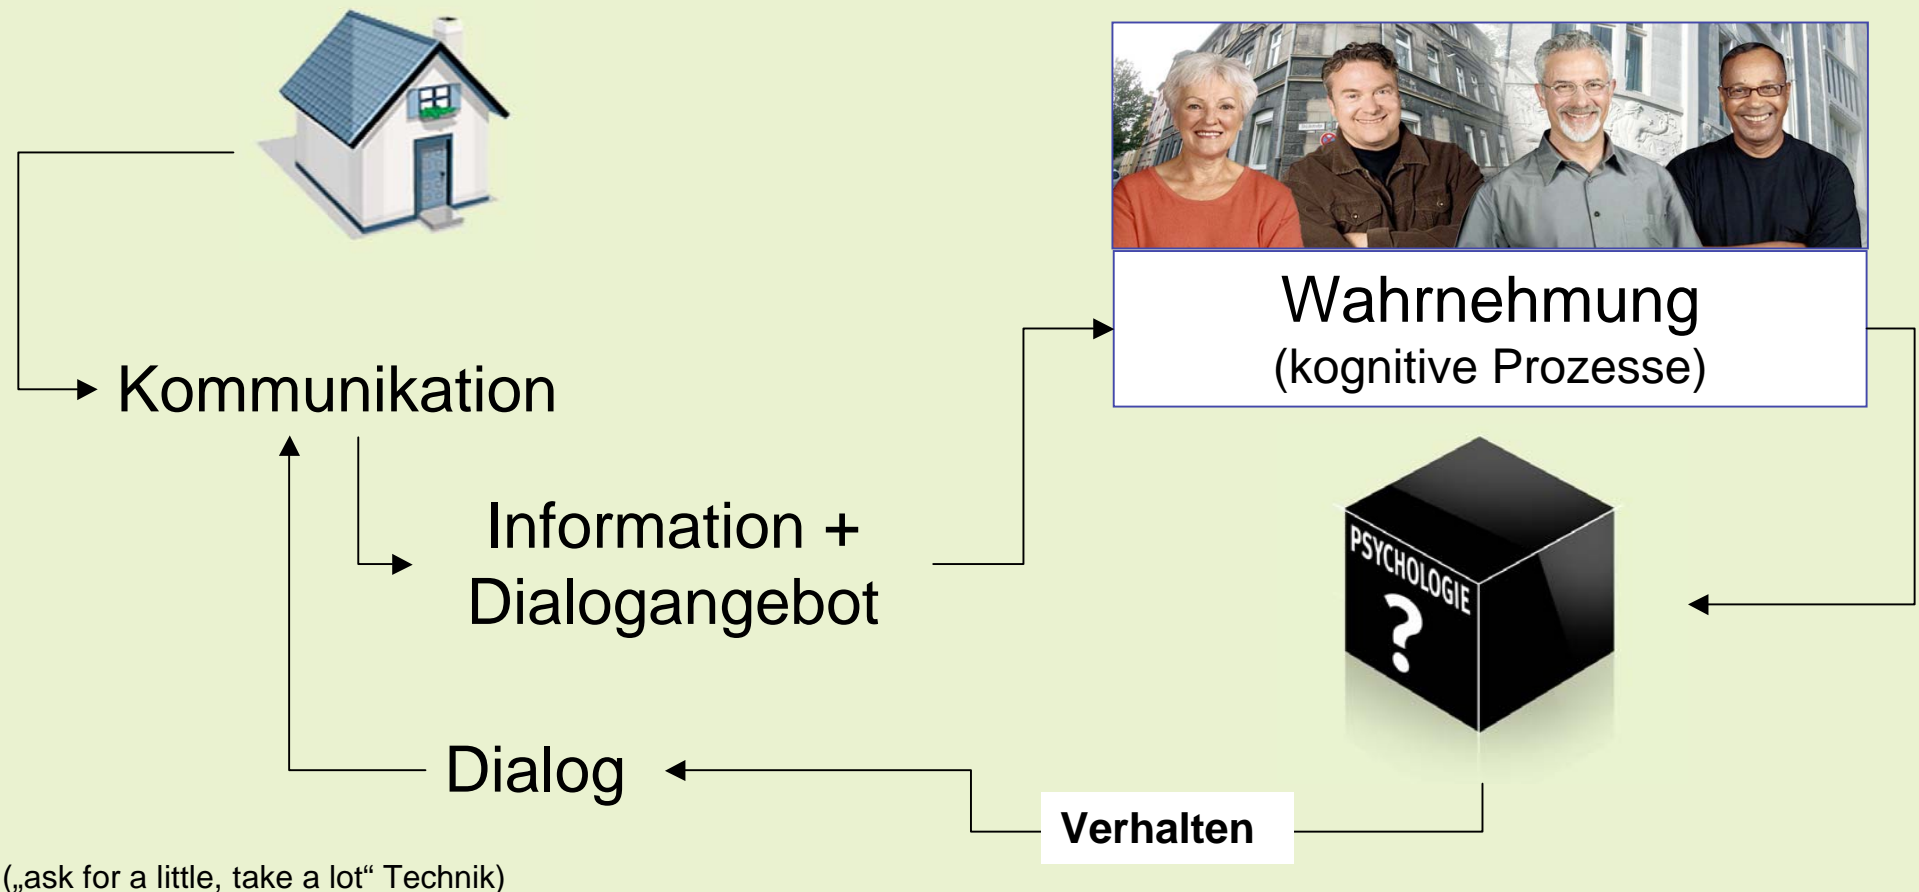 Wahrnehmung
(kognitive Prozesse)
Kommunikation
Information +
Dialogangebot
PSYCHOLOGIE
?
Dialog
Verhalten
(„ask for a little, take a lot“ Technik)